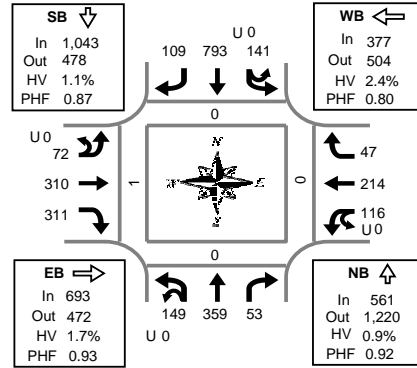 SB
In 1,043
Out 478
HV 1.1%
PHF 0.87
U 0
109 793 141
WB
In 377
Out 504
HV 2.4%
PHF 0.80
0
U 0
72
310
311
1
N
0
47
214
116
U 0
0
EB
In 693
Out 472
HV 1.7%
PHF 0.93
149 359 53
U 0
NB
In 561
Out 1,220
HV 0.9%
PHF 0.92